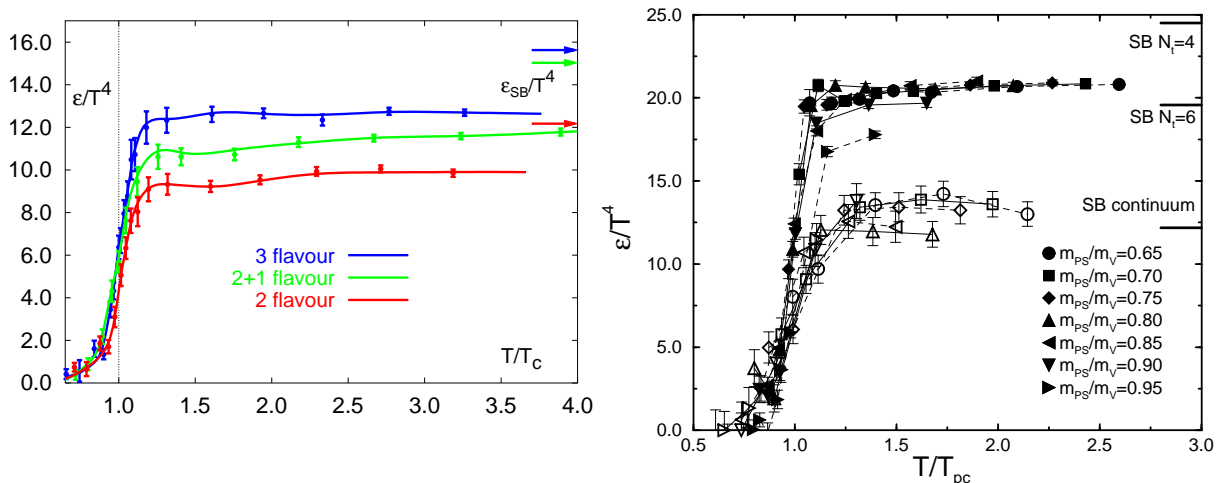 16.0
14.0
12.0
10.0
8.0
6.0
4.0
2.0
0.0
ε/T⁴
ε_SB/T⁴
3 flavour
2+1 flavour
2 flavour
T/T_c
1.0 1.5 2.0 2.5 3.0 3.5 4.0
25.0
20.0
15.0
10.0
5.0
0.0
ε/T⁴
SB N_t=4
SB N_t=6
SB continuum
m_PS/m_V=0.65
m_PS/m_V=0.70
m_PS/m_V=0.75
m_PS/m_V=0.80
m_PS/m_V=0.85
m_PS/m_V=0.90
m_PS/m_V=0.95
0.5 1.0 1.5 2.0 2.5 3.0
T/T_pc